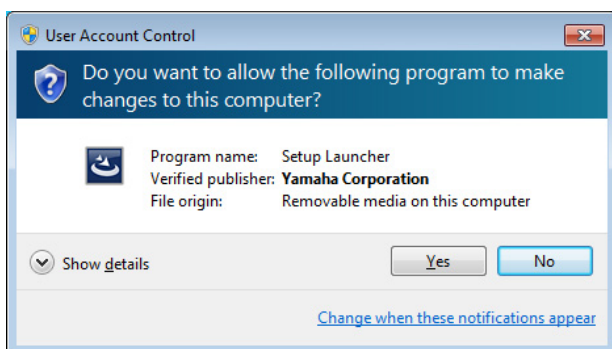 User Account Control
Do you want to allow the following program to make
changes to this computer?
Program name: Setup Launcher
Verified publisher: Yamaha Corporation
File origin: Removable media on this computer
Show details
Yes
No
Change when these notifications appear